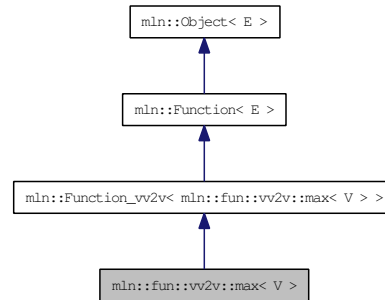 mln::Object< E >
mln::Function< E >
mln::Function_vv2v< mln::fun::vv2v::max< V > >
mln::fun::vv2v::max< V >